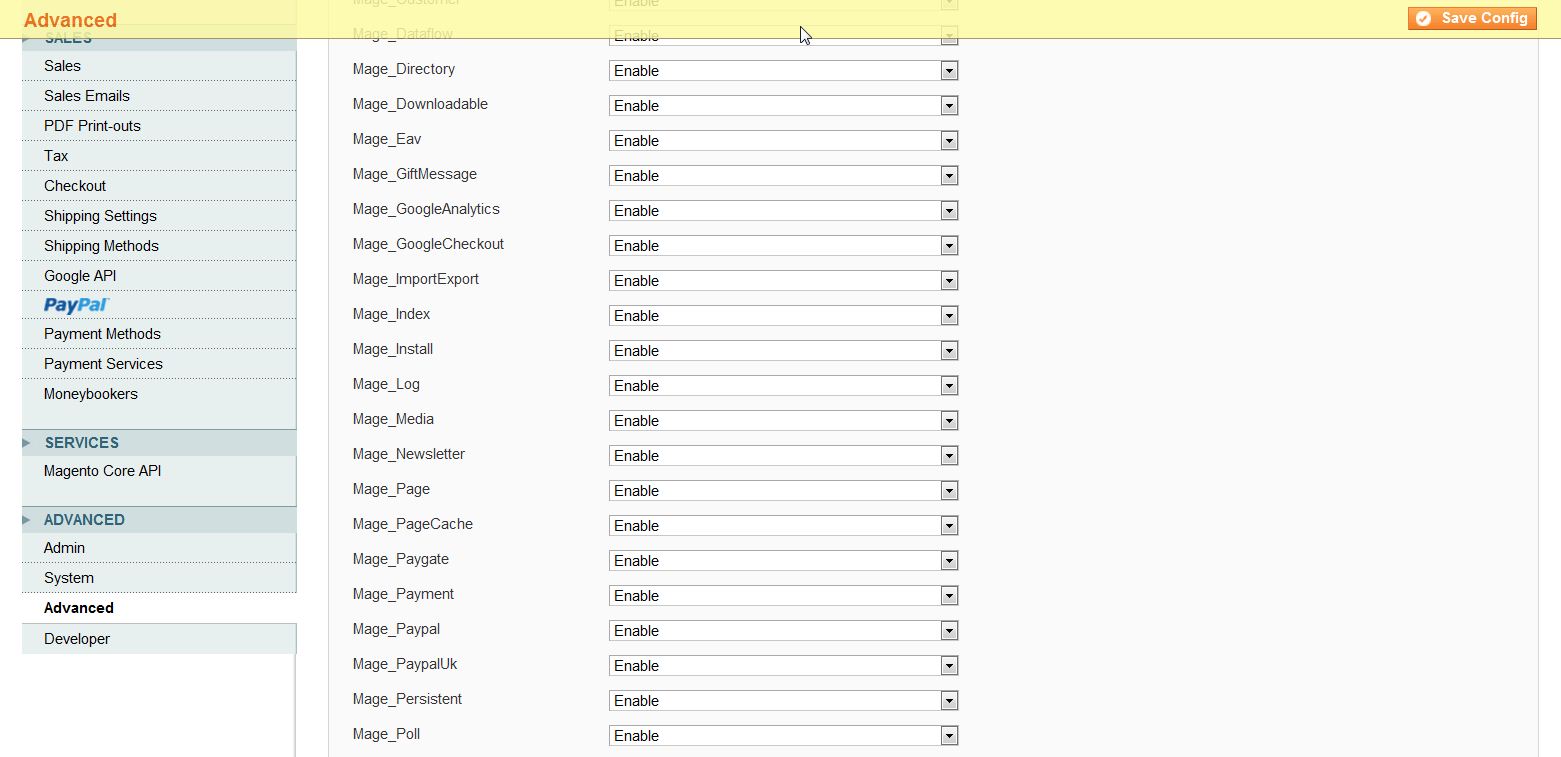 Advanced
Save Config
SALES
Sales
Sales Emails
PDF Print-outs
Tax
Checkout
Shipping Settings
Shipping Methods
Google API
PayPal
Payment Methods
Payment Services
Moneybookers
SERVICES
Magento Core API
ADVANCED
Admin
System
Advanced
Developer
Mage_Customer Enable
Mage_Dataflow Enable
Mage_Directory Enable
Mage_Downloadable Enable
Mage_Eav Enable
Mage_GiftMessage Enable
Mage_GoogleAnalytics Enable
Mage_GoogleCheckout Enable
Mage_ImportExport Enable
Mage_Index Enable
Mage_Install Enable
Mage_Log Enable
Mage_Media Enable
Mage_Newsletter Enable
Mage_Page Enable
Mage_PageCache Enable
Mage_Paygate Enable
Mage_Payment Enable
Mage_Paypal Enable
Mage_PaypalUk Enable
Mage_Persistent Enable
Mage_Poll Enable